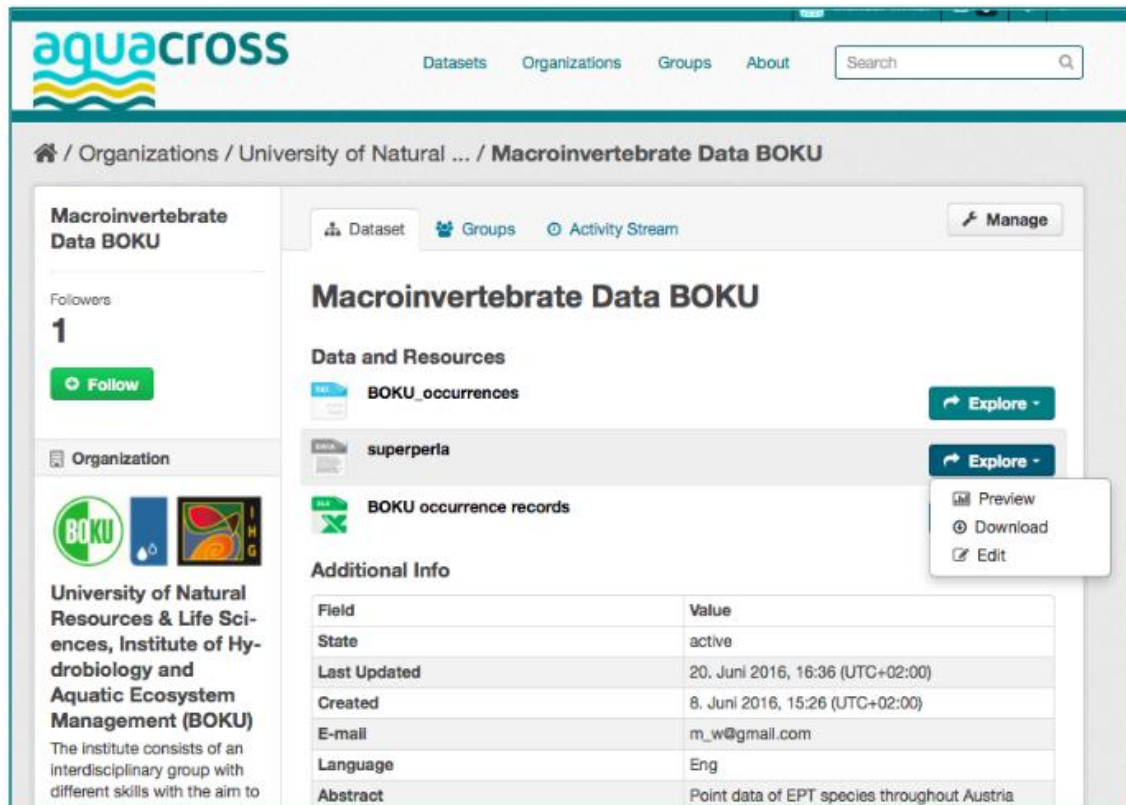 aquacross
Datasets Organizations Groups About Search
/ Organizations / University of Natural ... / Macroinvertebrate Data BOKU
Macroinvertebrate
Data BOKU
Followers
1
Follow
Organization
BOKU
IHG
University of Natural
Resources & Life Sci-
ences, Institute of Hy-
drobiology and
Aquatic Ecosystem
Management (BOKU)
The institute consists of an
interdisciplinary group with
different skills with the aim to
Dataset Groups Activity Stream Manage
Macroinvertebrate Data BOKU
Data and Resources
TXT BOKU_occurrences Explore
DATA superperla Explore
Preview
Download
Edit
XLS BOKU occurrence records
Additional Info
Field Value
State active
Last Updated 20. Juni 2016, 16:36 (UTC+02:00)
Created 8. Juni 2016, 15:26 (UTC+02:00)
E-mail m_w@gmail.com
Language Eng
Abstract Point data of EPT species throughout Austria